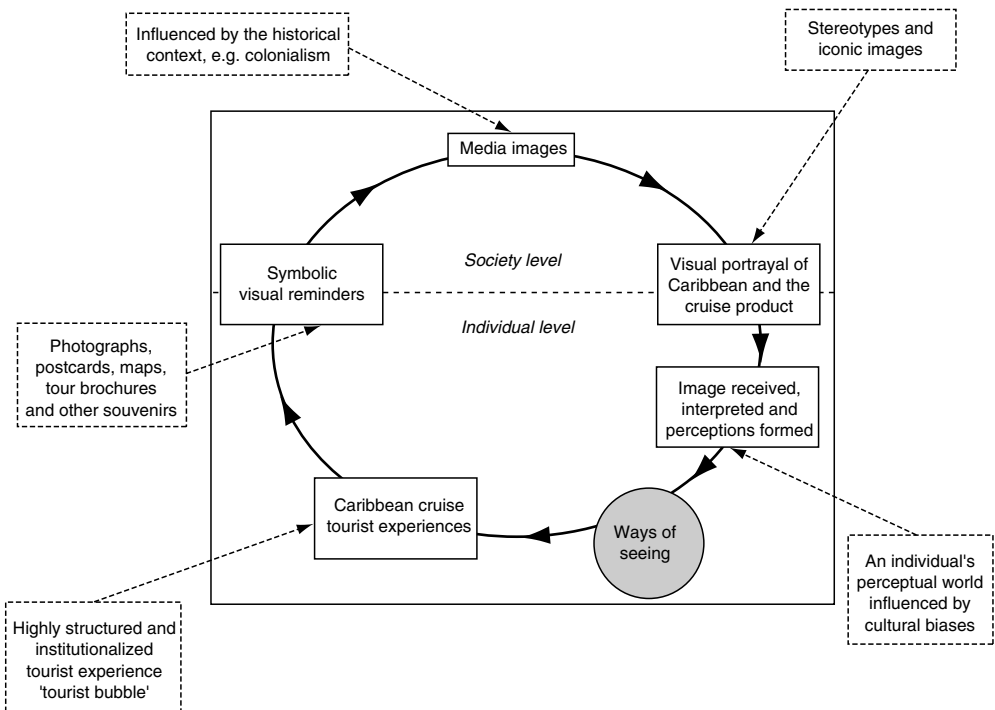 Influenced by the historical
context, e.g. colonialism
Stereotypes and
iconic images
Media images
Symbolic
visual reminders
Society level
Visual portrayal of
Caribbean and the
cruise product
Individual level
Photographs,
postcards, maps,
tour brochures
and other souvenirs
Image received,
interpreted and
perceptions formed
Caribbean cruise
tourist experiences
Ways of
seeing
An individual's
perceptual world
influenced by
cultural biases
Highly structured and
institutionalized
tourist experience
'tourist bubble'